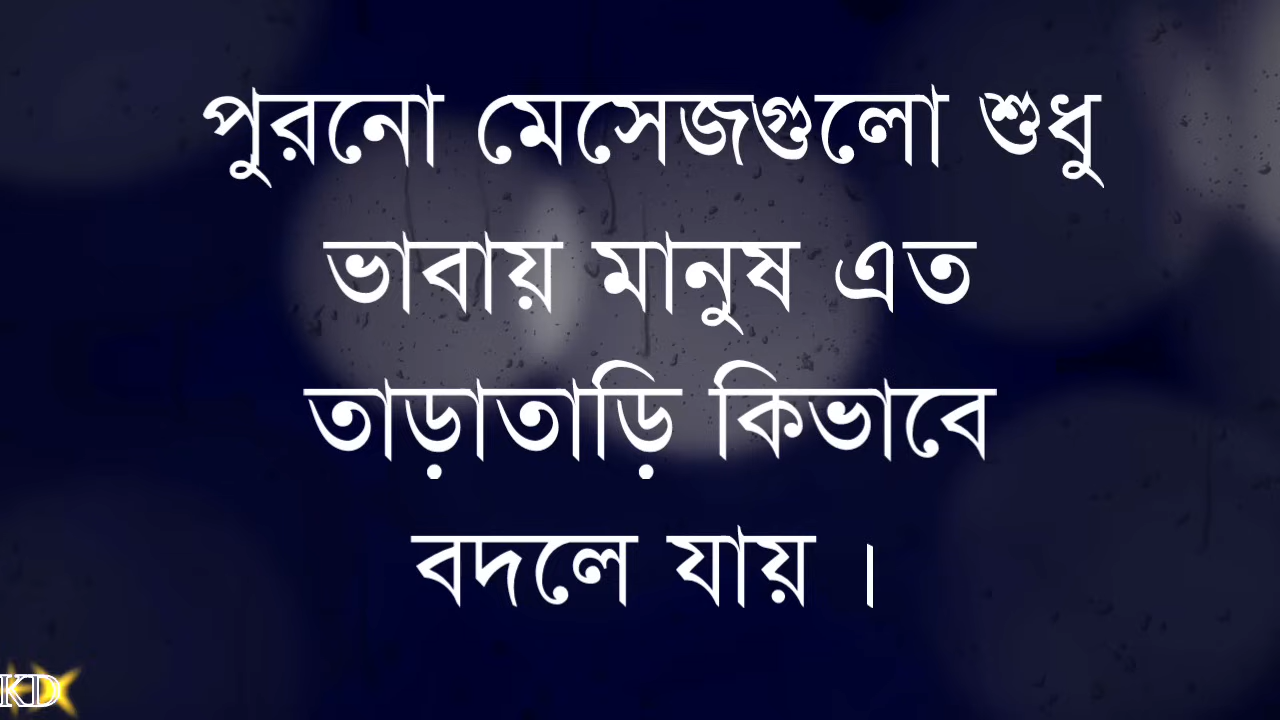 পুরনো মেসেজগুলো শুধু
ভাবায় মানুষ এত
তাড়াতাড়ি কিভাবে
বদলে যায় ।
KD